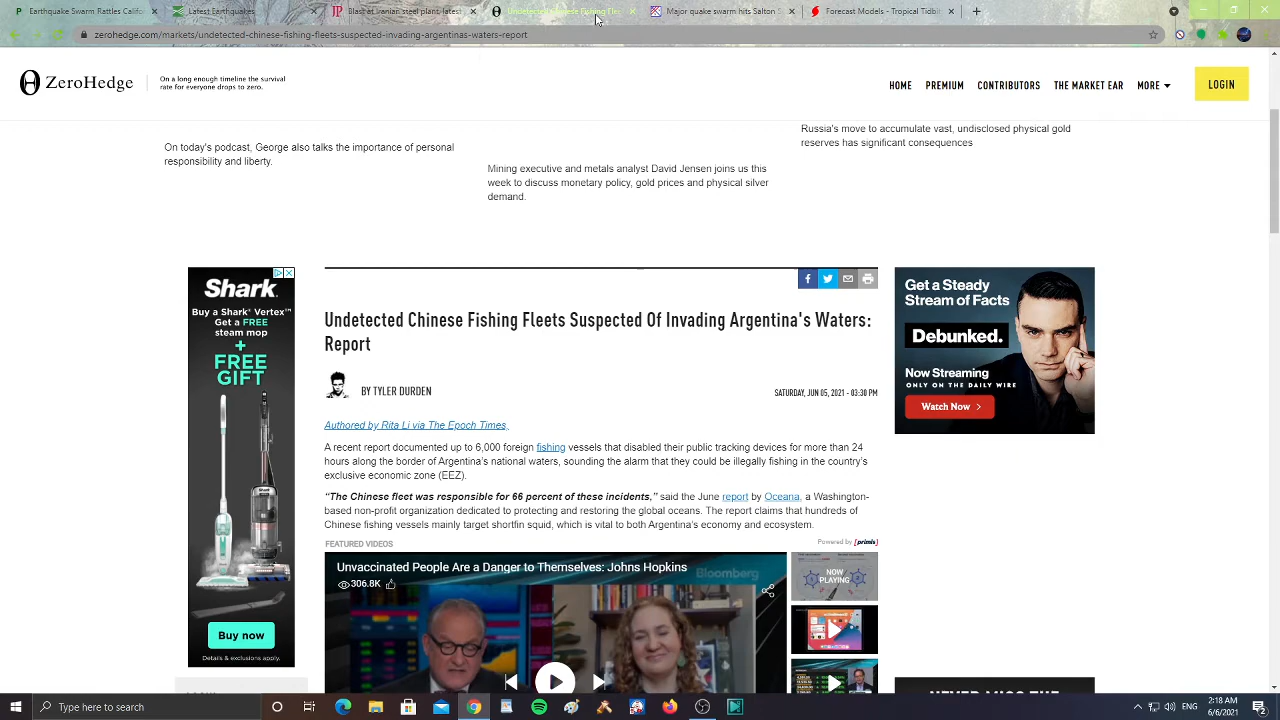 Earthquake Swarm Rattles Califo
Latest Earthquakes
Blast at Iranian steel plant-latest
Undetected Chinese Fishing Flee
Major quake swarm hits Salton S
Forecast Models - Tropical Tidbi
zerohedge.com/markets/undetected-chinese-fishing-fleets-suspected-invading-argentinas-waters-report
ZeroHedge
On a long enough timeline the survival
rate for everyone drops to zero.
HOME PREMIUM CONTRIBUTORS THE MARKET EAR MORE LOGIN
Russia's move to accumulate vast, undisclosed physical gold
reserves has significant consequences
On today's podcast, George also talks the importance of personal
responsibility and liberty.
Mining executive and metals analyst David Jensen joins us this
week to discuss monetary policy, gold prices and physical silver
demand.
Shark
Buy a Shark® Vertex™
Get a FREE
steam mop
+
FREE
GIFT
Buy now
Details & exclusions apply.
Undetected Chinese Fishing Fleets Suspected Of Invading Argentina's Waters:
Report
BY TYLER DURDEN
SATURDAY, JUN 05, 2021 - 03:30 PM
Authored by Rita Li via The Epoch Times,
A recent report documented up to 6,000 foreign fishing vessels that disabled their public tracking devices for more than 24
hours along the border of Argentina's national waters, sounding the alarm that they could be illegally fishing in the country's
exclusive economic zone (EEZ).
“The Chinese fleet was responsible for 66 percent of these incidents,” said the June report by Oceana, a Washington-
based non-profit organization dedicated to protecting and restoring the global oceans. The report claims that hundreds of
Chinese fishing vessels mainly target shortfin squid, which is vital to both Argentina's economy and ecosystem.
FEATURED VIDEOS
Powered by [primis]
Unvaccinated People Are a Danger to Themselves: Johns Hopkins
Bloomberg
306.8K
NOW
PLAYING
Get a Steady
Stream of Facts
Debunked.
Now Streaming
ONLY ON THE DAILY WIRE
Watch Now
NEVER MISS THE
Type here to search
2:18 AM
6/6/2021